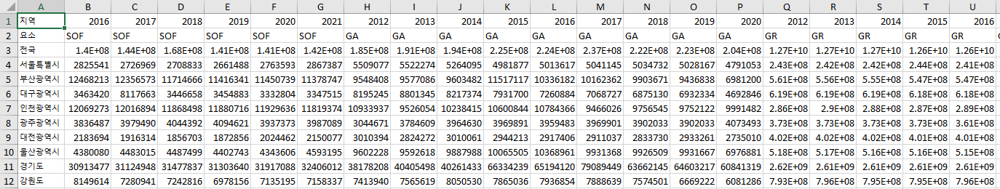 A B C D E F G H I J K L M N O P Q R S T U
1 지역 2016 2017 2018 2019 2020 2021 2012 2013 2014 2015 2016 2017 2018 2019 2020 2012 2013 2014 2015 2016
2 요소 SOF SOF SOF SOF SOF SOF GA GA GA GA GA GA GA GA GA GR GR GR GR GR
3 전국 1.4E+08 1.44E+08 1.68E+08 1.41E+08 1.41E+08 1.42E+08 1.85E+08 1.91E+08 1.94E+08 2.25E+08 2.24E+08 2.37E+08 2.22E+08 2.23E+08 2.04E+08 1.27E+10 1.27E+10 1.27E+10 1.26E+10 1.26E+10
4 서울특별시 2825541 2726969 2708833 2661488 2763593 2867387 5509077 5522274 5264095 4981877 5013617 5041145 5034732 5028167 4791053 2.43E+08 2.42E+08 2.42E+08 2.44E+08 2.41E+08
5 부산광역시 12468213 12356573 11714666 11416341 11450739 11378747 9548408 9577086 9603482 11517117 10336182 10162362 9903671 9436838 6981200 5.61E+08 5.56E+08 5.55E+08 5.47E+08 5.47E+08
6 대구광역시 3463420 8117663 3446658 3454883 3332804 3347515 8195245 8801345 8217374 7931700 7260884 7068727 6875130 6932334 4692846 6.19E+08 6.19E+08 6.19E+08 6.18E+08 6.18E+08
7 인천광역시 12069273 12016894 11868498 11880716 11929636 11819374 10933937 9526054 10238415 10600844 10784366 9466026 9756545 9752122 9991482 2.86E+08 2.9E+08 2.88E+08 2.87E+08 2.89E+08
8 광주광역시 3836487 3979490 4044392 4094621 3937373 3987089 3044671 3784609 3964630 3969891 3959483 3969901 3902033 3902033 4073493 3.73E+08 3.73E+08 3.73E+08 3.73E+08 3.61E+08
9 대전광역시 2183694 1916314 1856703 1872856 2024462 2150077 3010394 2824272 3010061 2944213 2917406 2911037 2833730 2933261 2735010 4.02E+08 4.02E+08 4.02E+08 4.01E+08 4.01E+08
10 울산광역시 4380080 4483015 4487499 4402743 4343606 4593195 9602228 9592618 9887988 10065505 10368961 9931368 9926509 9931667 6976881 5.18E+08 5.17E+08 5.16E+08 5.16E+08 5.15E+08
11 경기도 30913477 31124948 31477837 31303640 31917088 32406012 38178208 40405498 40261433 66334239 65194120 79089449 63662145 64603217 60841319 2.62E+09 2.61E+09 2.61E+09 2.61E+09 2.61E+09
12 강원도 8149614 7280941 7242816 6978156 7135195 7158337 7413940 7565619 8050530 7865036 7936854 7888639 7574501 6669222 6081286 7.93E+08 7.96E+08 7.95E+08 7.95E+08 7.96E+08